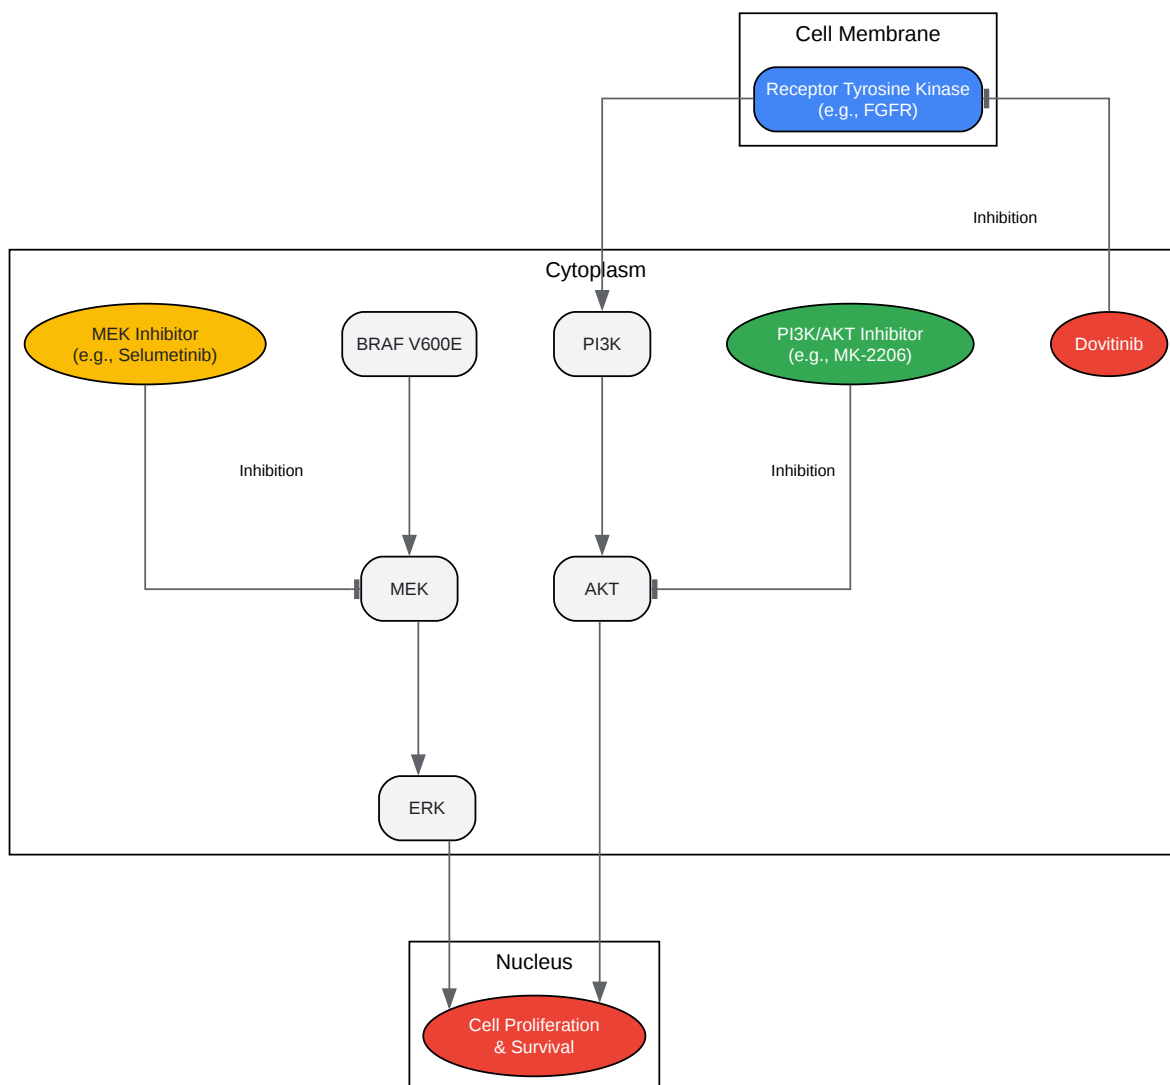 Cell Membrane
Receptor Tyrosine Kinase
(e.g., FGFR)
Inhibition
Cytoplasm
MEK Inhibitor
(e.g., Selumetinib)
BRAF V600E
PI3K
PI3K/AKT Inhibitor
(e.g., MK-2206)
Dovitinib
Inhibition
Inhibition
MEK
AKT
ERK
Nucleus
Cell Proliferation
& Survival